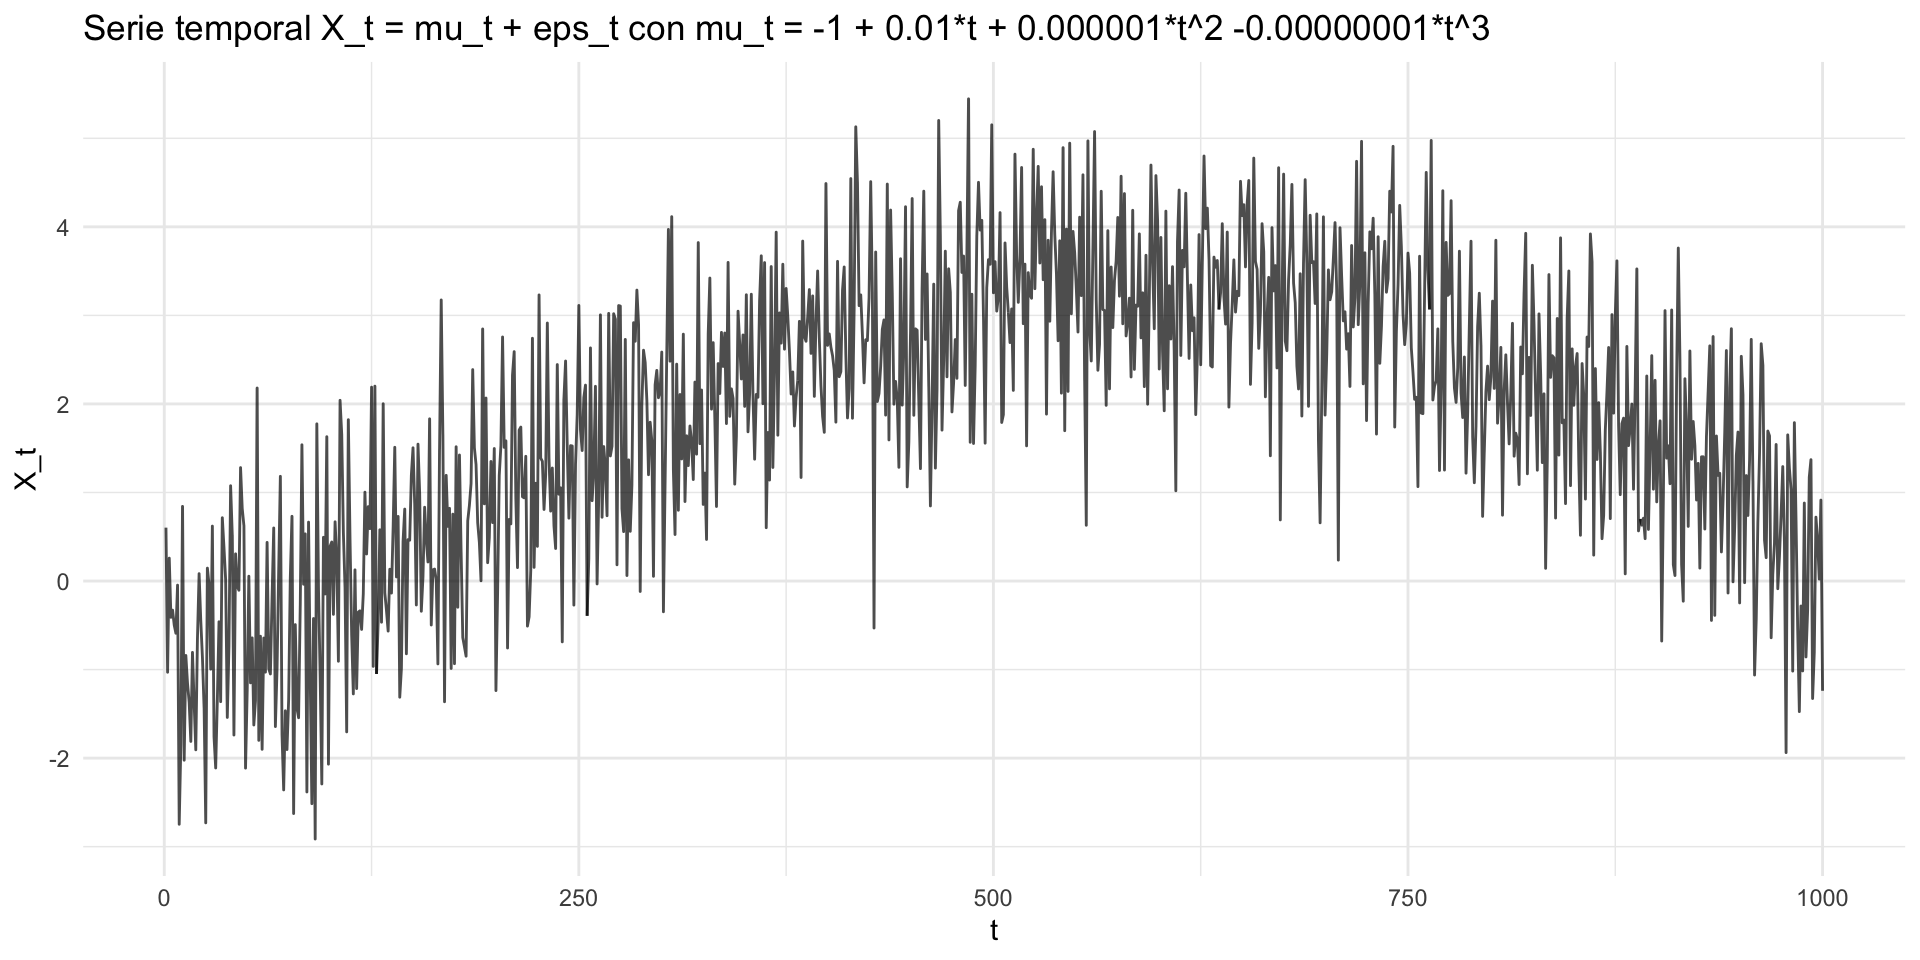 Serie temporal X_t = mu_t + eps_t con mu_t = -1 + 0.01*t + 0.000001*t^2 -0.00000001*t^3
X_t
4
2
0
-2
0 250 500 750 1000
t